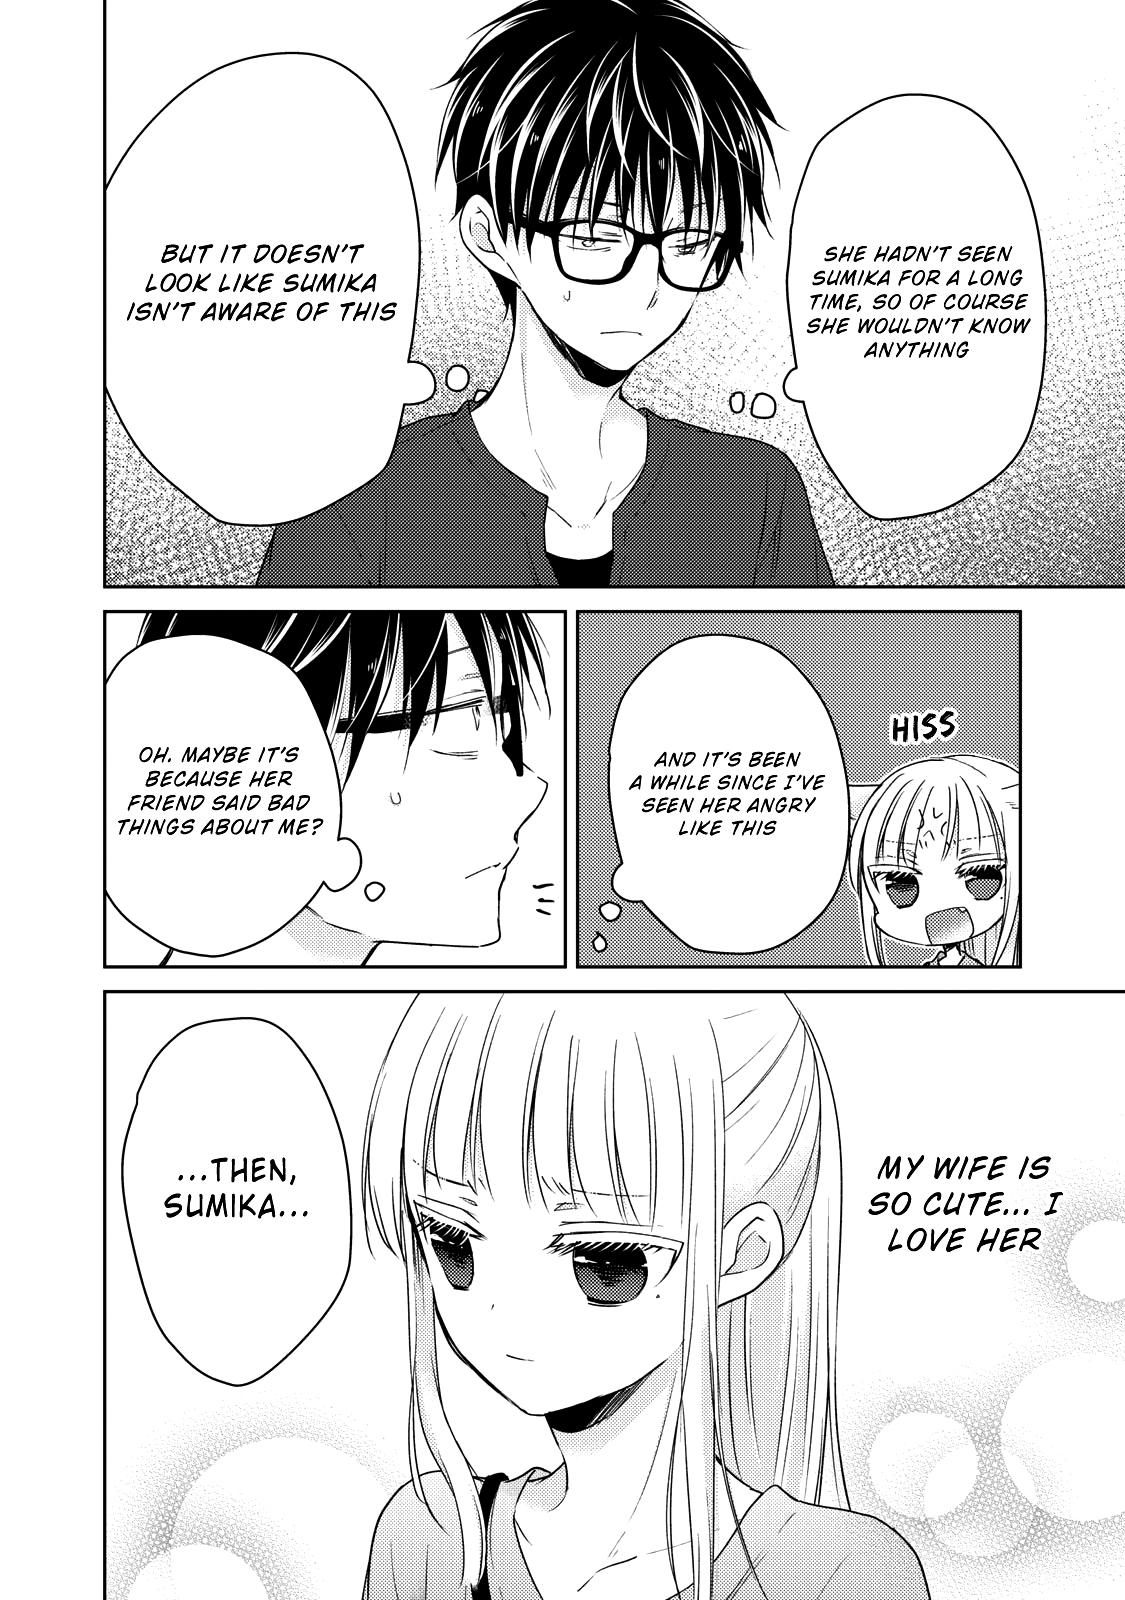 SHE HADN'T SEEN
SUMIKA FOR A LONG
TIME, SO OF COURSE
SHE WOULDN'T KNOW
ANYTHING
BUT IT DOESN'T
LOOK LIKE SUMIKA
ISN'T AWARE OF THIS
HISS
AND IT'S BEEN
A WHILE SINCE I'VE
SEEN HER ANGRY
LIKE THIS
OH. MAYBE IT'S
BECAUSE HER
FRIEND SAID BAD
THINGS ABOUT ME?
MY WIFE IS
SO CUTE... I
LOVE HER
...THEN,
SUMIKA...